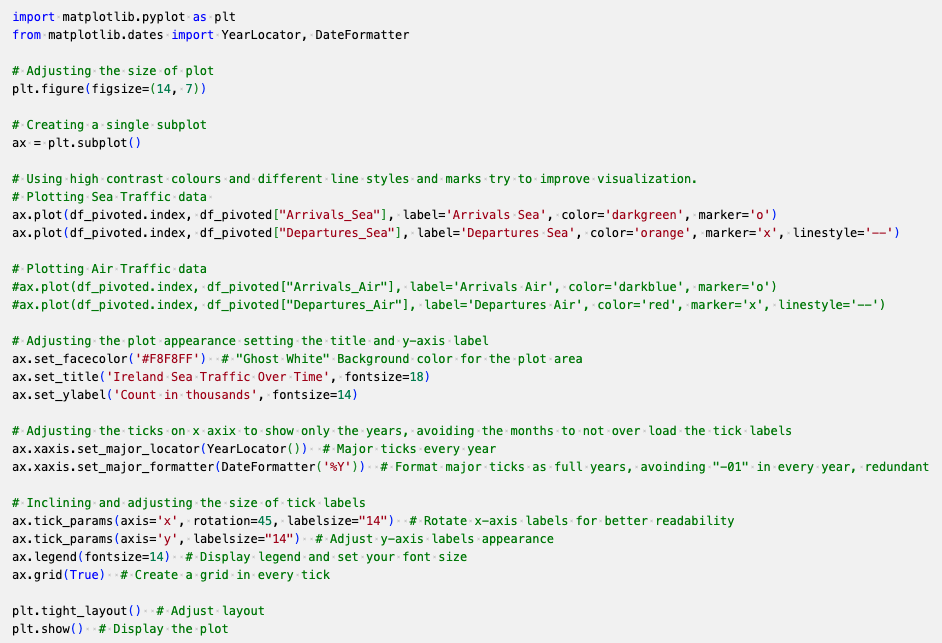 import matplotlib.pyplot as plt
from matplotlib.dates import YearLocator, DateFormatter

# Adjusting the size of plot
plt.figure(figsize=(14, 7))

# Creating a single subplot
ax = plt.subplot()

# Using high contrast colours and different line styles and marks try to improve visualization.
# Plotting Sea Traffic data
ax.plot(df_pivoted.index, df_pivoted["Arrivals_Sea"], label='Arrivals Sea', color='darkgreen', marker='o')
ax.plot(df_pivoted.index, df_pivoted["Departures_Sea"], label='Departures Sea', color='orange', marker='x', linestyle='--')

# Plotting Air Traffic data
#ax.plot(df_pivoted.index, df_pivoted["Arrivals_Air"], label='Arrivals Air', color='darkblue', marker='o')
#ax.plot(df_pivoted.index, df_pivoted["Departures_Air"], label='Departures Air', color='red', marker='x', linestyle='--')

# Adjusting the plot appearance setting the title and y-axis label
ax.set_facecolor('#F8F8FF')  # "Ghost White" Background color for the plot area
ax.set_title('Ireland Sea Traffic Over Time', fontsize=18)
ax.set_ylabel('Count in thousands', fontsize=14)

# Adjusting the ticks on x axix to show only the years, avoiding the months to not over load the tick labels
ax.xaxis.set_major_locator(YearLocator())  # Major ticks every year
ax.xaxis.set_major_formatter(DateFormatter('%Y'))  # Format major ticks as full years, avoinding "-01" in every year, redundant

# Inclining and adjusting the size of tick labels
ax.tick_params(axis='x', rotation=45, labelsize="14")  # Rotate x-axis labels for better readability
ax.tick_params(axis='y', labelsize="14")  # Adjust y-axis labels appearance
ax.legend(fontsize=14)  # Display legend and set your font size
ax.grid(True)  # Create a grid in every tick

plt.tight_layout()  # Adjust layout
plt.show()  # Display the plot